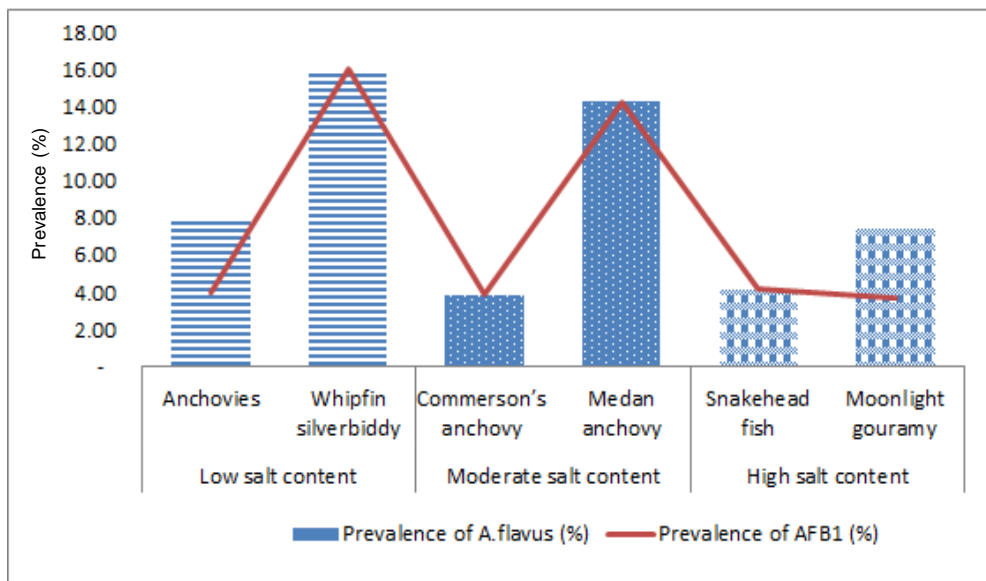 18.00
16.00
14.00
12.00
10.00
8.00
6.00
4.00
2.00
-
Prevalence (%)
Anchovies
Whipfin
silverbiddy
Commerson's
anchovy
Medan
anchovy
Snakehead
fish
Moonlight
gouramy
Low salt content
Moderate salt content
High salt content
Prevalence of A.flavus (%)
Prevalence of AFB1 (%)